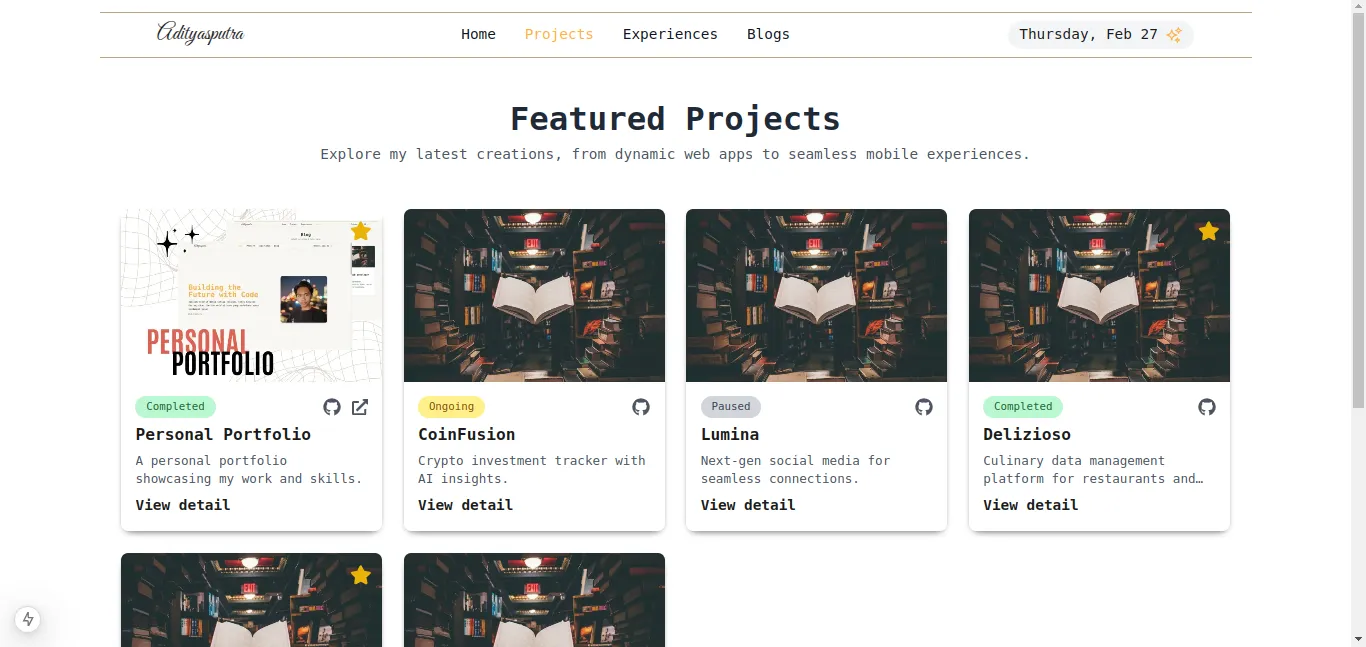 Adityasputra
Home Projects Experiences Blogs
Thursday, Feb 27
Featured Projects
Explore my latest creations, from dynamic web apps to seamless mobile experiences.
Blog
Building the
Future with Code
PERSONAL
PORTFOLIO
EXIT
EXIT
EXIT
Completed
Ongoing
Paused
Completed
Personal Portfolio
CoinFusion
Lumina
Delizioso
A personal portfolio
showcasing my work and skills.
Crypto investment tracker with
AI insights.
Next-gen social media for
seamless connections.
Culinary data management
platform for restaurants and…
View detail
View detail
View detail
View detail
EXIT
EXIT